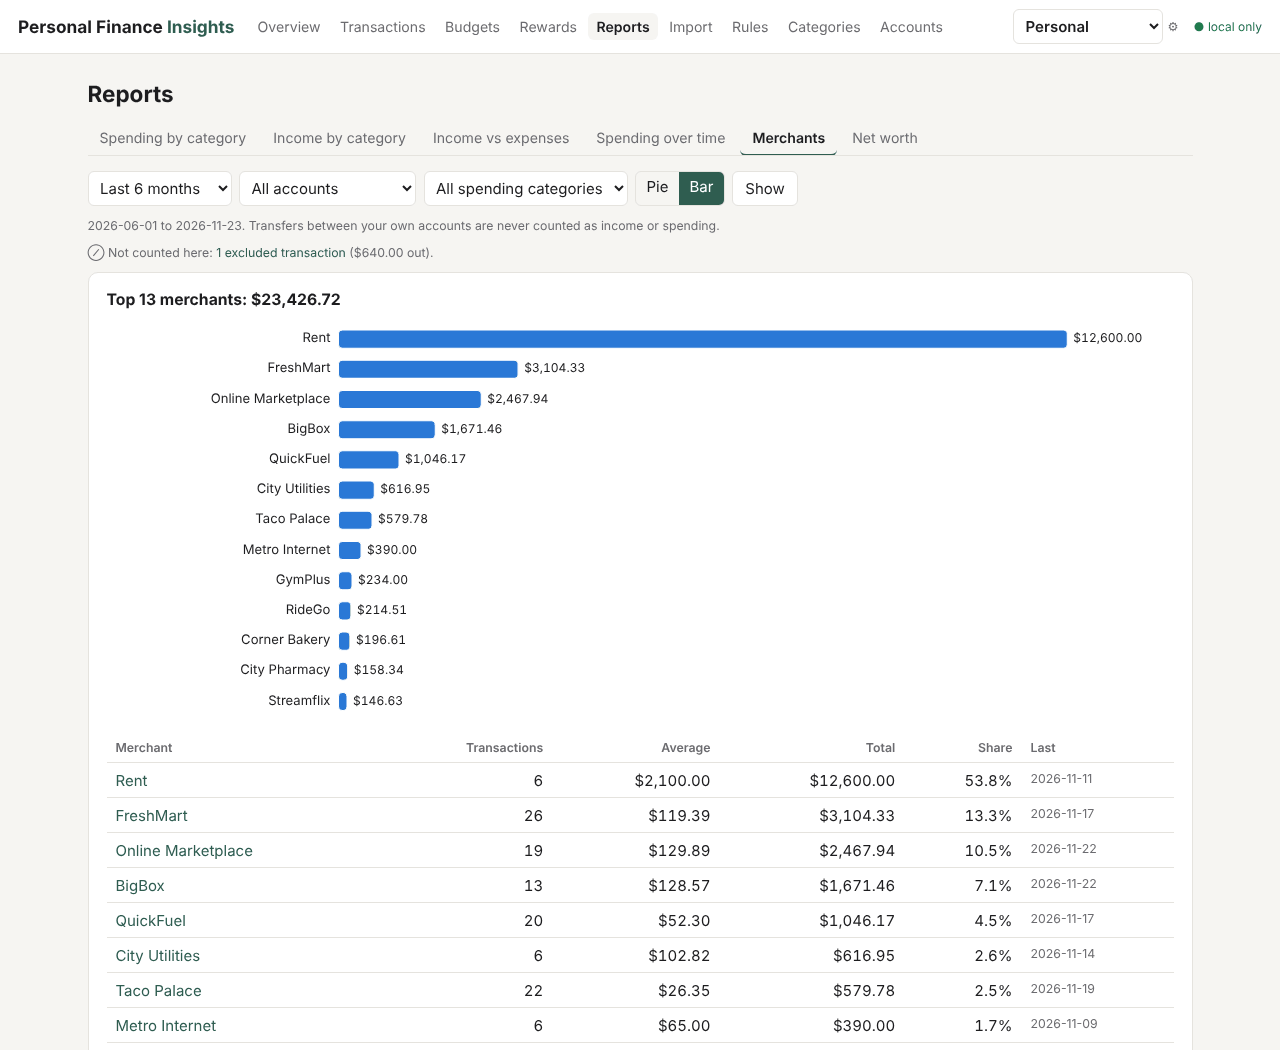 Personal Finance Insights Overview Transactions Budgets Rewards Reports Import Rules Categories Accounts Personal ⚙ ● local only
Reports
Spending by category Income by category Income vs expenses Spending over time Merchants Net worth
Last 6 months All accounts All spending categories Pie Bar Show
2026-06-01 to 2026-11-23. Transfers between your own accounts are never counted as income or spending.
Not counted here: 1 excluded transaction ($640.00 out).
Top 13 merchants: $23,426.72
Rent $12,600.00
FreshMart $3,104.33
Online Marketplace $2,467.94
BigBox $1,671.46
QuickFuel $1,046.17
City Utilities $616.95
Taco Palace $579.78
Metro Internet $390.00
GymPlus $234.00
RideGo $214.51
Corner Bakery $196.61
City Pharmacy $158.34
Streamflix $146.63
Merchant Transactions Average Total Share Last
Rent 6 $2,100.00 $12,600.00 53.8% 2026-11-11
FreshMart 26 $119.39 $3,104.33 13.3% 2026-11-17
Online Marketplace 19 $129.89 $2,467.94 10.5% 2026-11-22
BigBox 13 $128.57 $1,671.46 7.1% 2026-11-22
QuickFuel 20 $52.30 $1,046.17 4.5% 2026-11-17
City Utilities 6 $102.82 $616.95 2.6% 2026-11-14
Taco Palace 22 $26.35 $579.78 2.5% 2026-11-19
Metro Internet 6 $65.00 $390.00 1.7% 2026-11-09